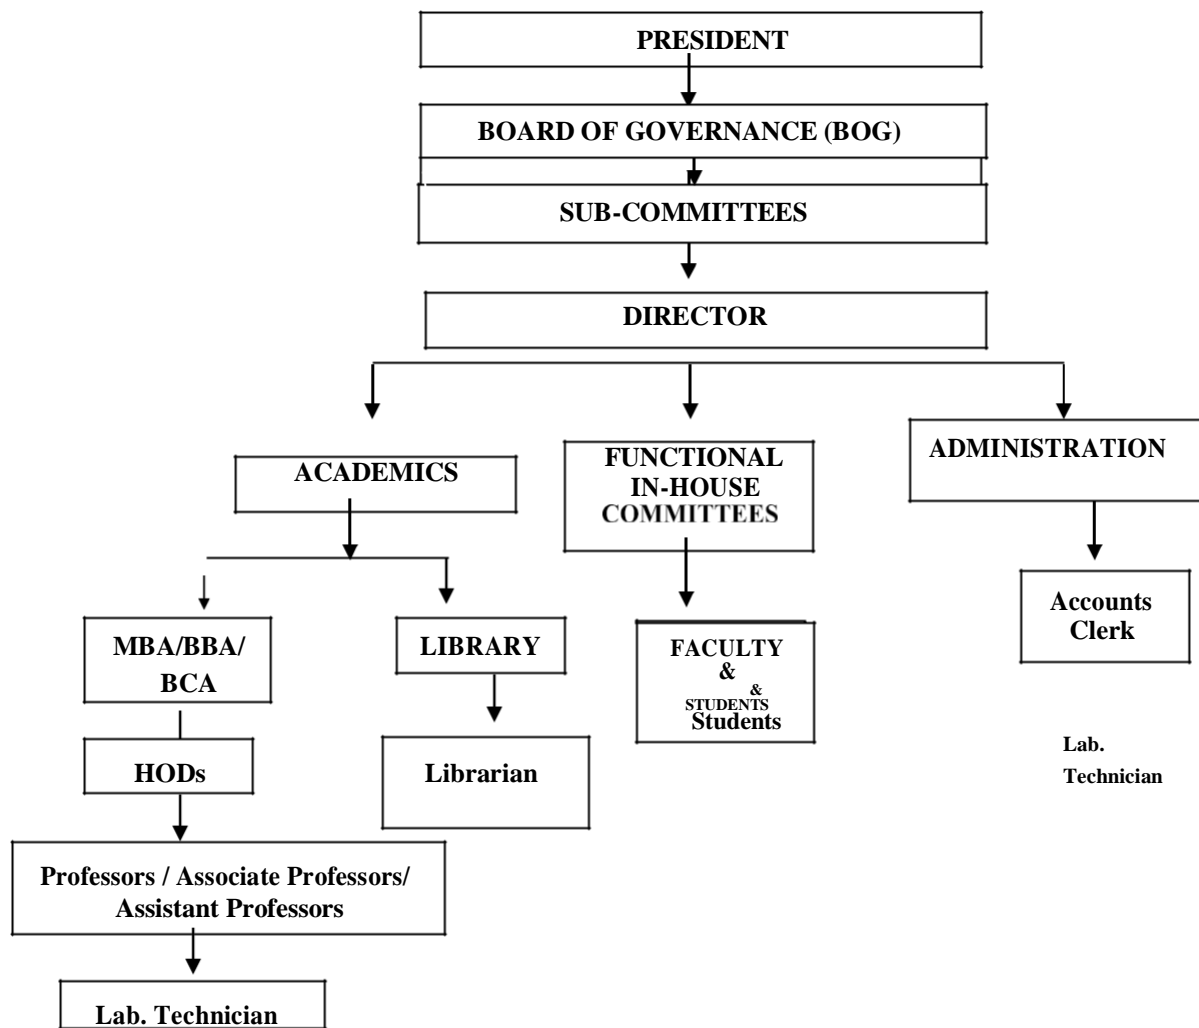 PRESIDENT
BOARD OF GOVERNANCE (BOG)
SUB-COMMITTEES
DIRECTOR
ACADEMICS
FUNCTIONAL
IN-HOUSE
COMMITTEES
ADMINISTRATION
MBA/BBA/
BCA
LIBRARY
FACULTY
&
&
STUDENTS
Students
Accounts
Clerk
HODs
Librarian
Lab.
Technician
Professors / Associate Professors/
Assistant Professors
Lab. Technician